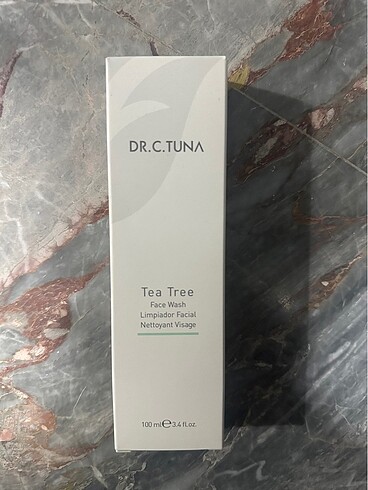 DR.C.TUNA
Tea Tree
Face Wash
Limpiador Facial
Nettoyant Visage
100 ml ℮ 3.4 fl.oz.